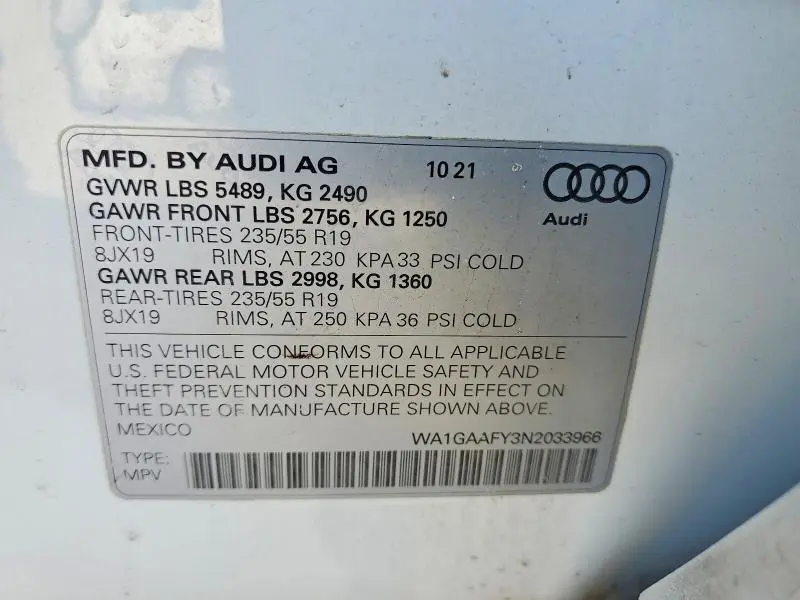 MFD. BY AUDI AG 10 21
GVWR LBS 5489, KG 2490
GAWR FRONT LBS 2756, KG 1250
Audi
FRONT-TIRES 235/55 R19
8JX19 RIMS, AT 230 KPA 33 PSI COLD
GAWR REAR LBS 2998, KG 1360
REAR-TIRES 235/55 R19
8JX19 RIMS, AT 250 KPA 36 PSI COLD
THIS VEHICLE CONFORMS TO ALL APPLICABLE
U.S. FEDERAL MOTOR VEHICLE SAFETY AND
THEFT PREVENTION STANDARDS IN EFFECT ON
THE DATE OF MANUFACTURE SHOWN ABOVE.
MEXICO WA1GAAFY3N2033966
TYPE:
MPV